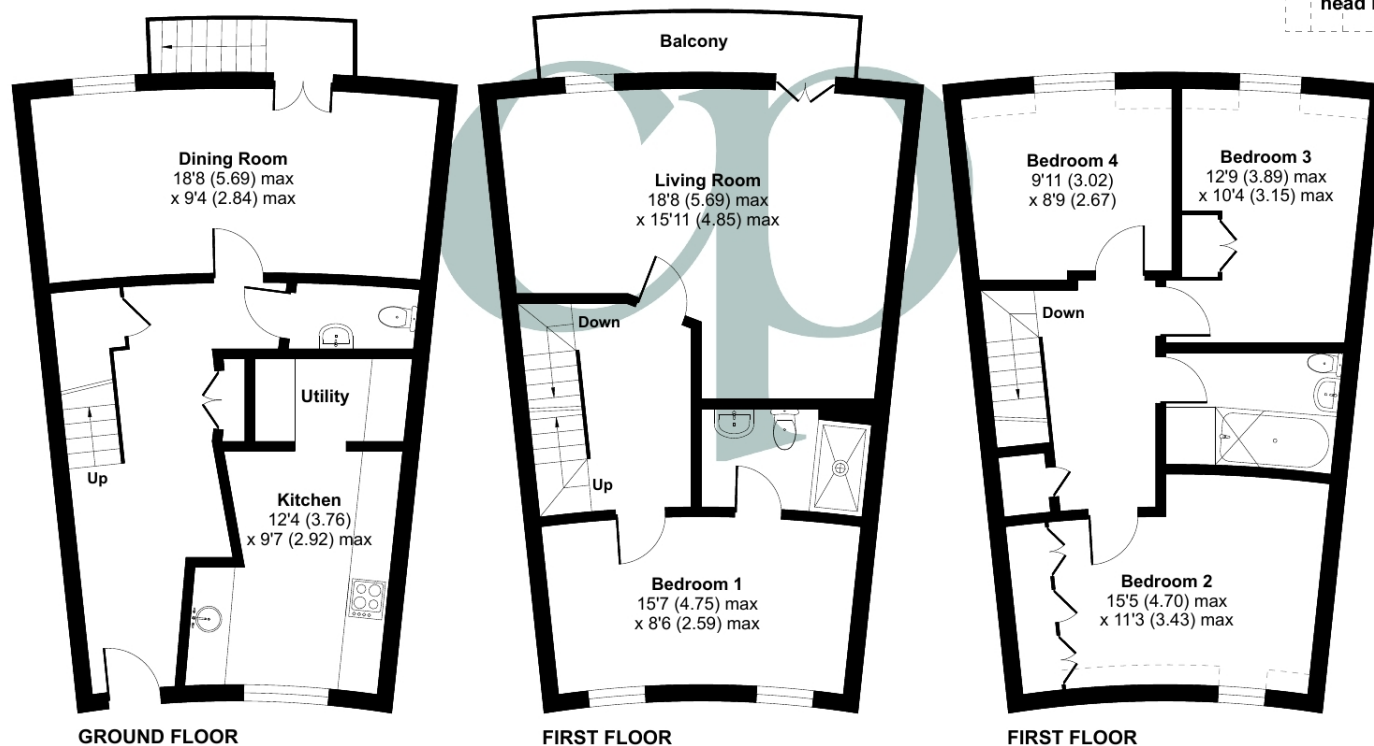 head
Balcony
Dining Room
18'8 (5.69) max
x 9'4 (2.84) max
Living Room
18'8 (5.69) max
x 15'11 (4.85) max
Bedroom 4
9'11 (3.02)
x 8'9 (2.67)
Bedroom 3
12'9 (3.89) max
x 10'4 (3.15) max
Down
Down
Utility
Up
Up
Kitchen
12'4 (3.76)
x 9'7 (2.92) max
Bedroom 1
15'7 (4.75) max
x 8'6 (2.59) max
Bedroom 2
15'5 (4.70) max
x 11'3 (3.43) max
cp
GROUND FLOOR
FIRST FLOOR
FIRST FLOOR